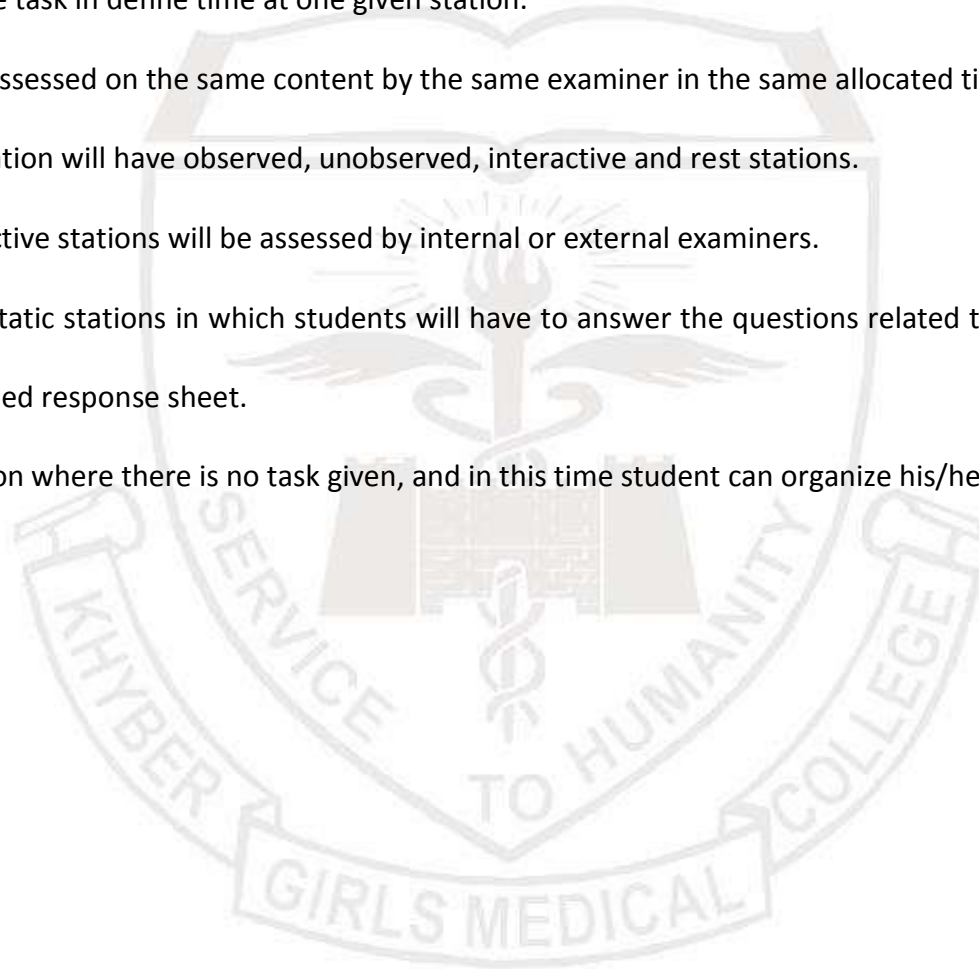 task in define time at one given station.
ssessed on the same content by the same examiner in the same allocated
tion will have observed, unobserved, interactive and rest stations.
ctive stations will be assessed by internal or external examiners.
tatic stations in which students will have to answer the questions related
ed response sheet.
on where there is no task given, and in this time student can organize his/he
SERVICE TO HUMANITY
KHYBER GIRLS MEDICAL COLLEGE